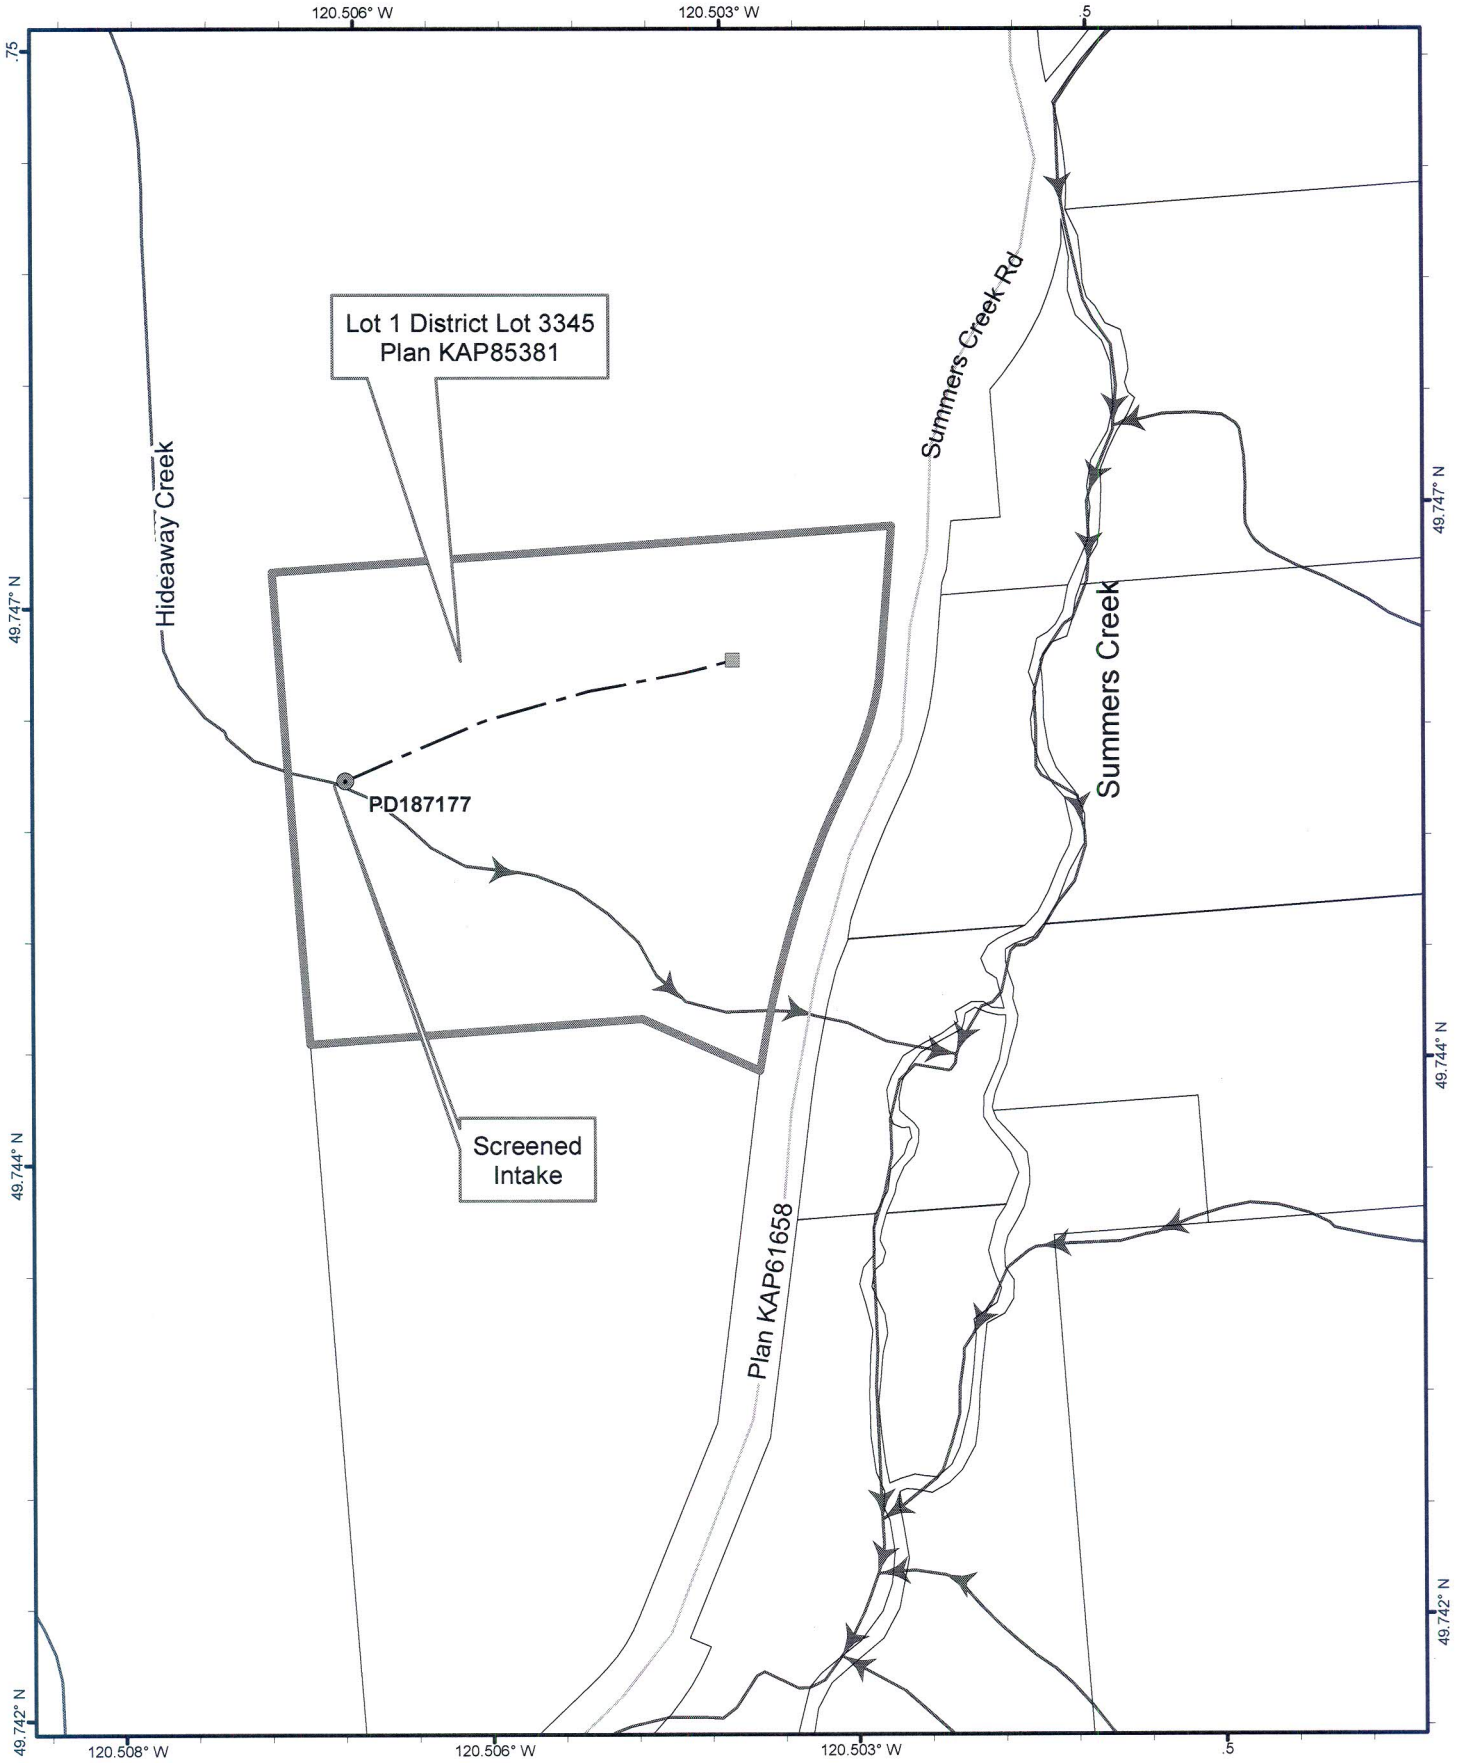 120.506° W
120.503° W
.5
.75
Lot 1 District Lot 3345
Plan KAP85381
Summers Creek Rd
Hideaway Creek
49.747° N
49.747° N
Summers Creek
PD187177
49.744° N
Screened
Intake
49.744° N
Plan KAP61658
49.742° N
49.742° N
120.508° W
120.506° W
120.503° W
.5